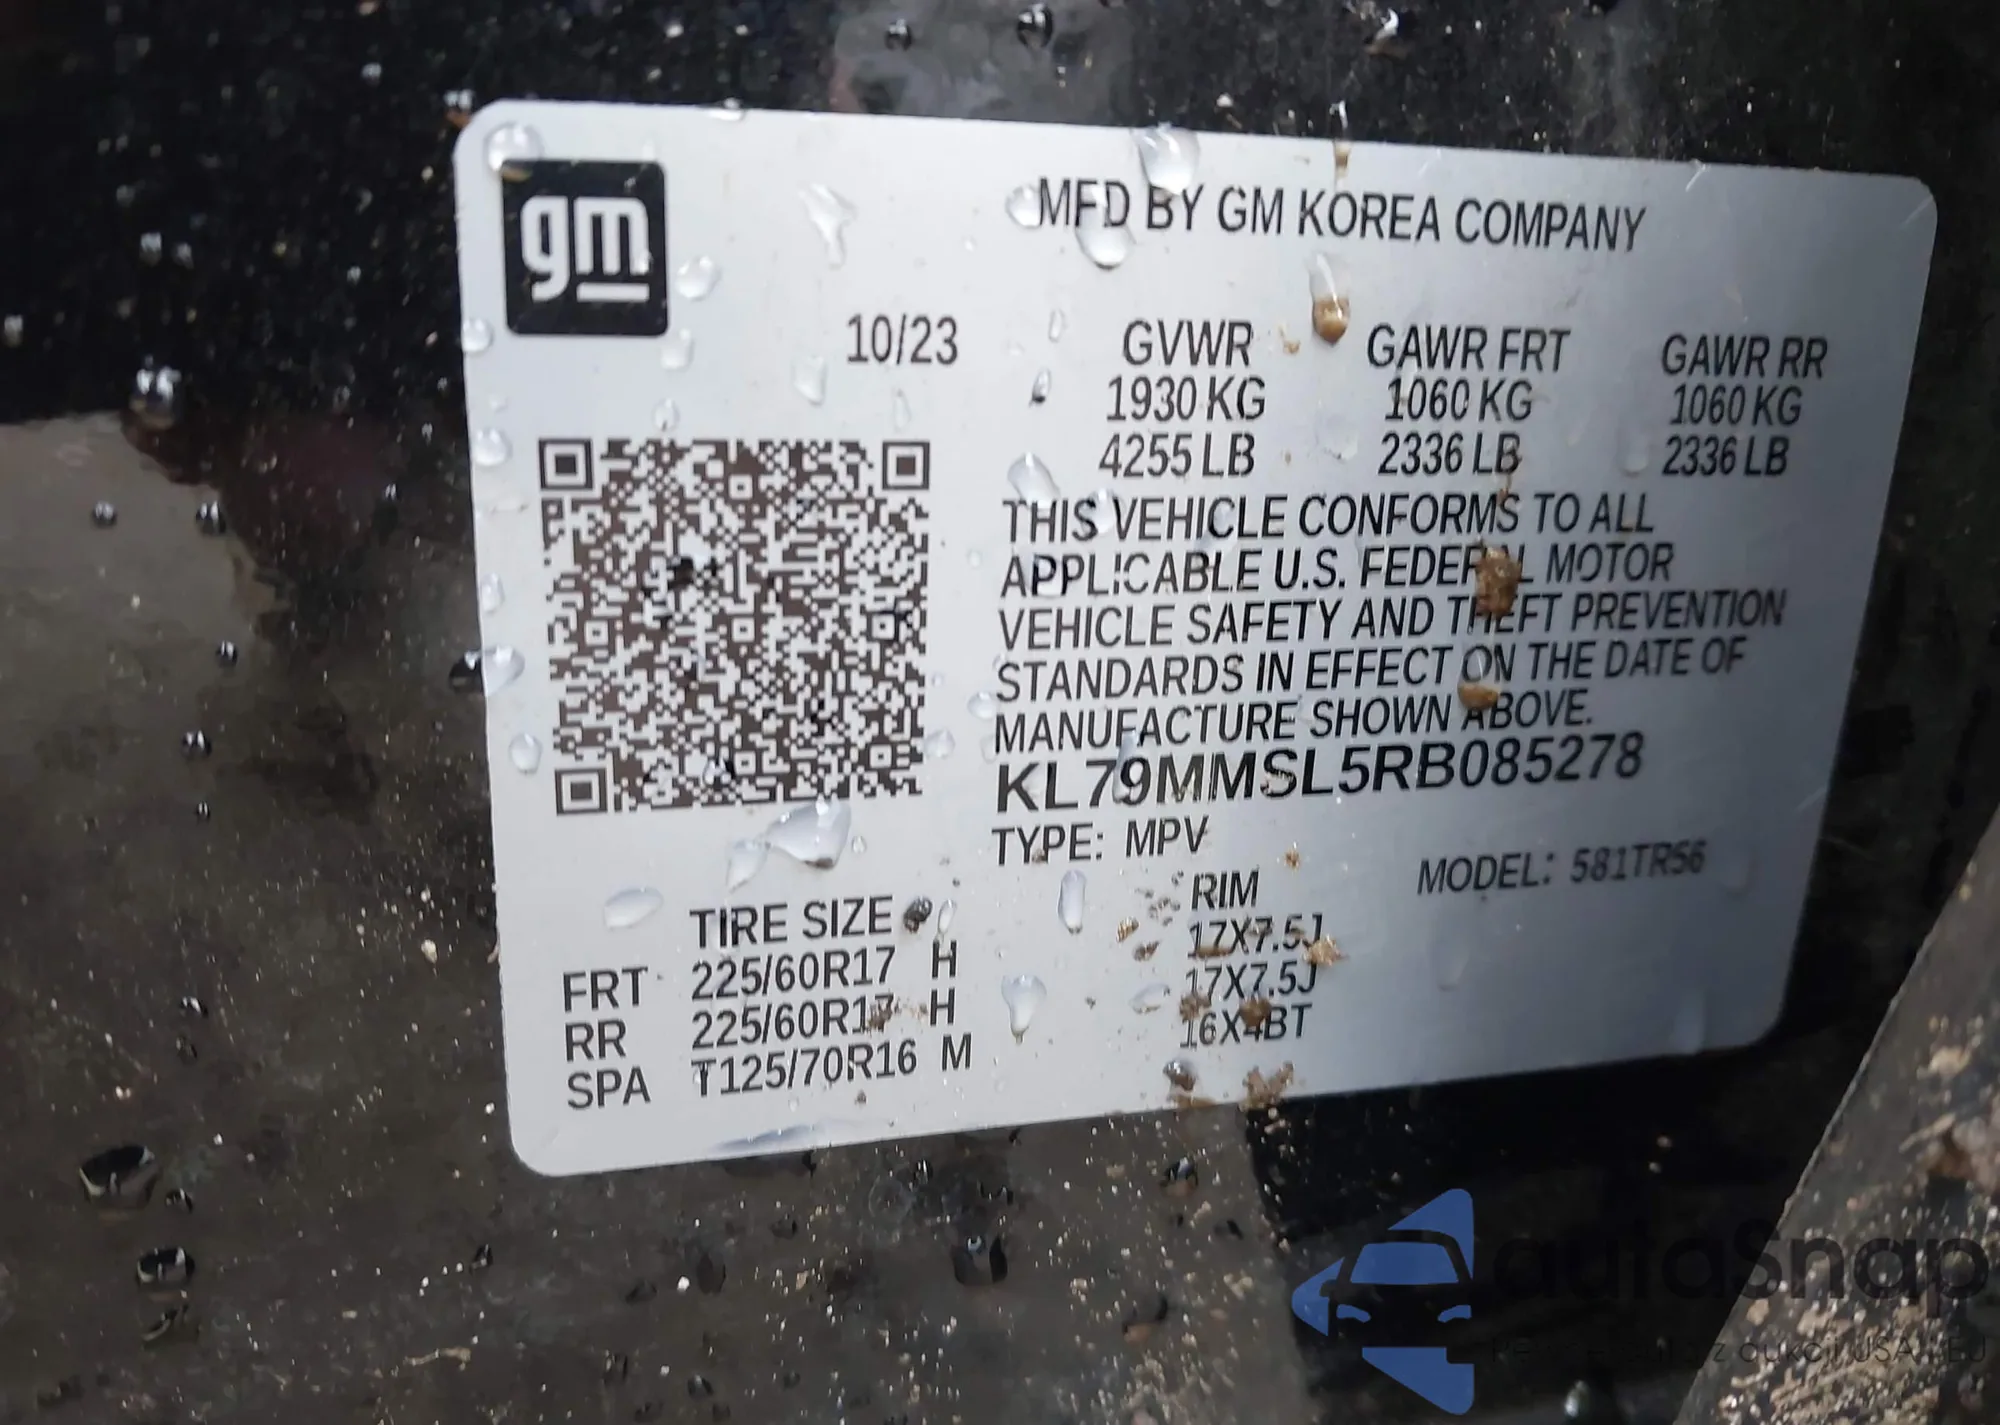 gm
MFD BY GM KOREA COMPANY
10/23
GVWR GAWR FRT GAWR RR
1930 KG 1060 KG 1060 KG
4255 LB 2336 LB 2336 LB
THIS VEHICLE CONFORMS TO ALL
APPLICABLE U.S. FEDERAL MOTOR
VEHICLE SAFETY AND THEFT PREVENTION
STANDARDS IN EFFECT ON THE DATE OF
MANUFACTURE SHOWN ABOVE.
KL79MMSL5RB085278
TYPE: MPV
MODEL: 581TR56
TIRE SIZE RIM
FRT 225/60R17 H 17X7.5J
RR 225/60R17 H 17X7.5J
SPA T125/70R16 M 16X4BT
autoSnap
z aukcji USA